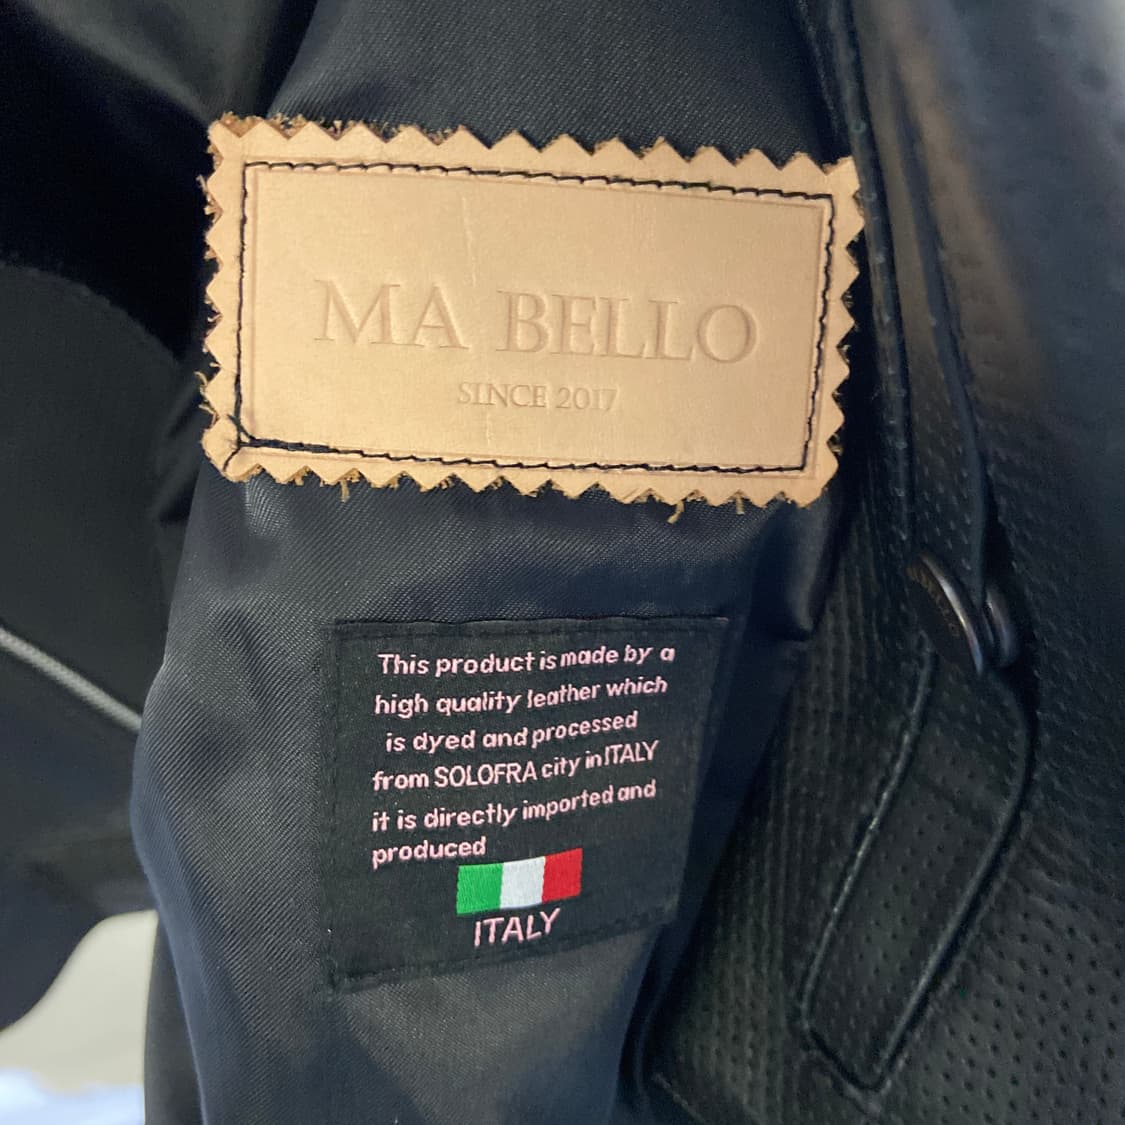 MA BELLO
SINCE 2017
This product is made by a
high quality leather which
is dyed and processed
from SOLOFRA city in ITALY
it is directly imported and
produced
ITALY